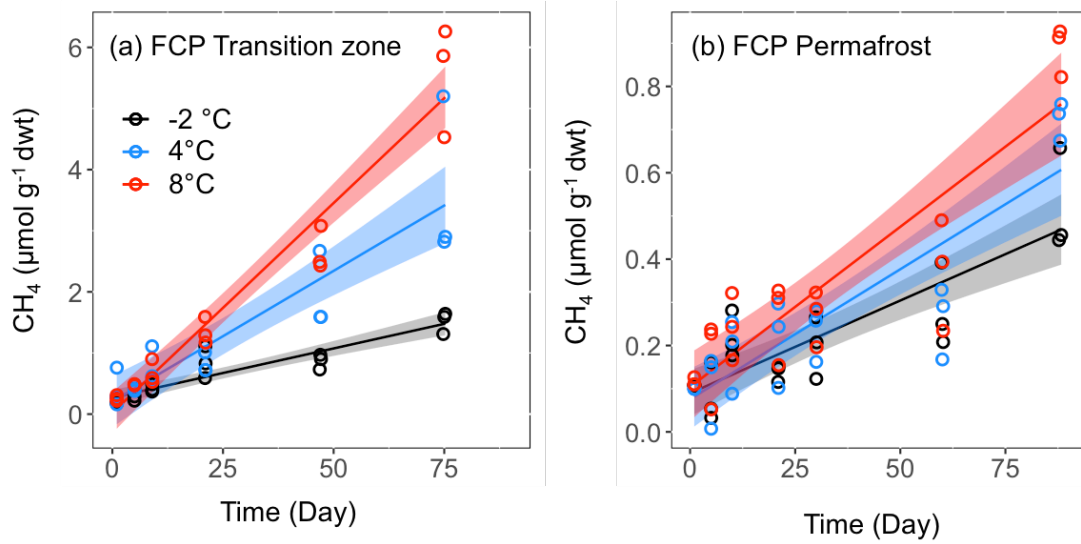 (a) FCP Transition zone
-2 °C
4°C
8°C
CH₄ (µmol g⁻¹ dwt)
6
4
2
0
0 25 50 75
Time (Day)
(b) FCP Permafrost
CH₄ (µmol g⁻¹ dwt)
0.8
0.6
0.4
0.2
0.0
0 25 50 75
Time (Day)